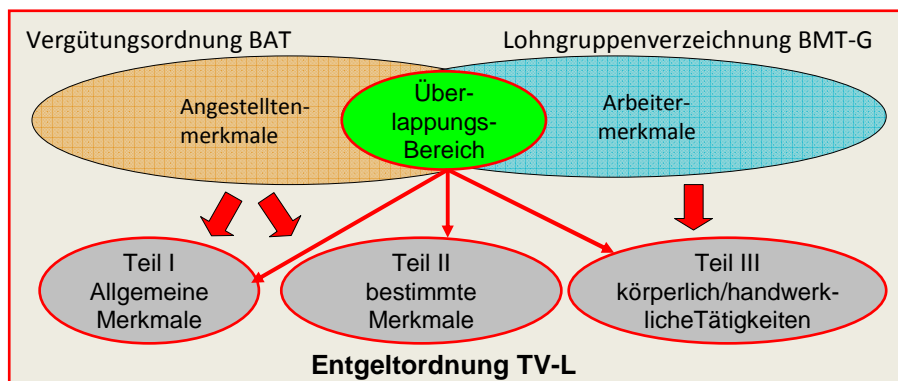 Vergütungsordnung BAT
Lohngruppenverzeichnung BMT-G
Angestellten-
merkmale
Über-
lappungs-
Bereich
Arbeiter-
merkmale
Teil I
Allgemeine
Merkmale
Teil II
bestimmte
Merkmale
Teil III
körperlich/handwerk-
licheTätigkeiten
Entgeltordnung TV-L